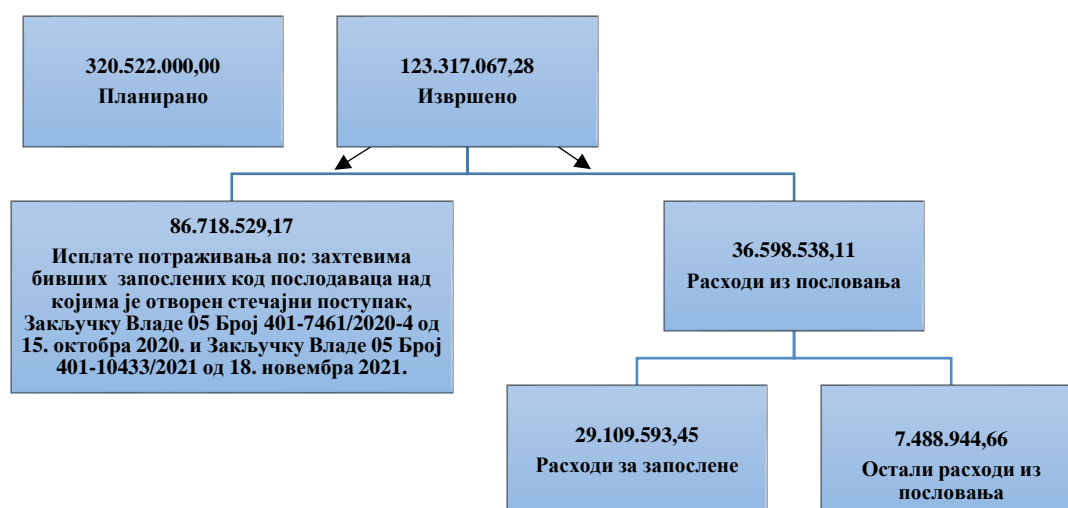 320.522.000,00
Планирано
123.317.067,28
Извршено
86.718.529,17
Исплате потраживања по: захтевима
бивших запослених код послодаваца над
којима је отворен стечајни поступак,
Закључку Владе 05 Број 401-7461/2020-4 од
15. октобра 2020. и Закључку Владе 05 Број
401-10433/2021 од 18. новембра 2021.
36.598.538,11
Расходи из пословања
29.109.593,45
Расходи за запослене
7.488.944,66
Остали расходи из
пословања